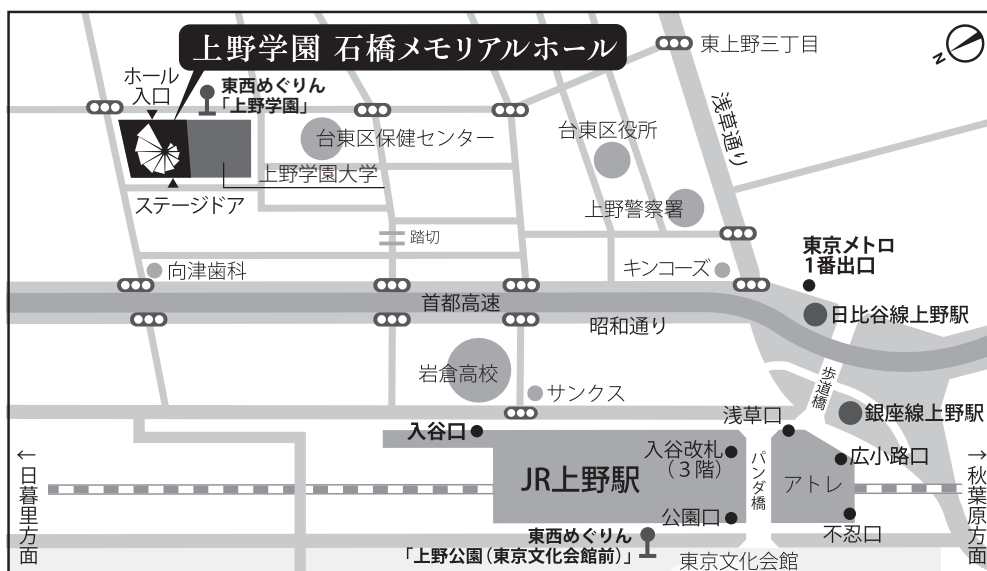 上野学園 石橋メモリアルホール
東上野三丁目
N
ホール
入口
東西めぐりん
「上野学園」
浅草通り
台東区保健センター
台東区役所
上野学園大学
ステージドア
上野警察署
踏切
向津歯科
キンコーズ
東京メトロ
1番出口
首都高速
昭和通り
日比谷線上野駅
岩倉高校
サンクス
歩道橋
浅草口
銀座線上野駅
入谷口
入谷改札
(3階)
パンダ橋
アトレ
広小路口
JR上野駅
←日暮里方面
→秋葉原方面
公園口
不忍口
東西めぐりん
「上野公園(東京文化会館前)」
東京文化会館